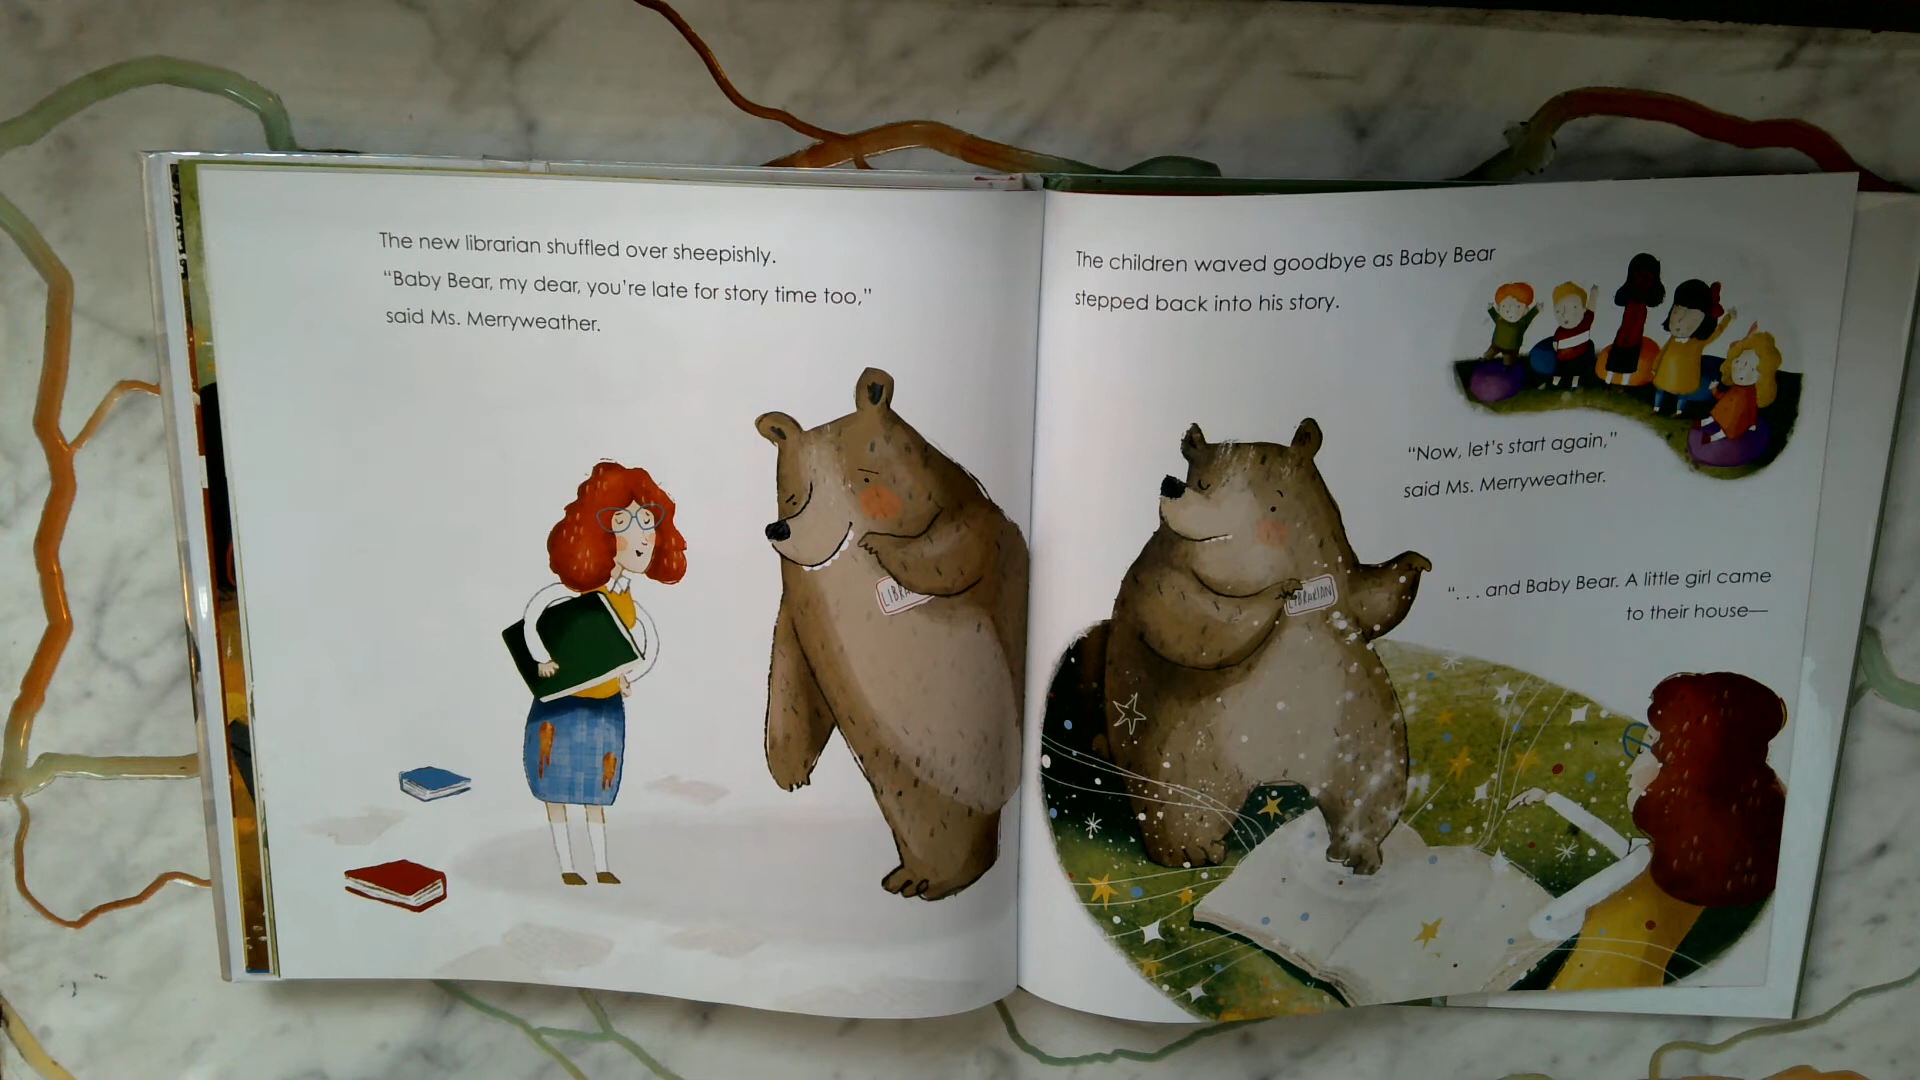 The new librarian shuffled over sheepishly.
“Baby Bear, my dear, you’re late for story time too,”
said Ms. Merryweather.
LIBRA
The children waved goodbye as Baby Bear
stepped back into his story.
“Now, let’s start again,”
said Ms. Merryweather.
LIBRARIAN
“. . . and Baby Bear. A little girl came
to their house—